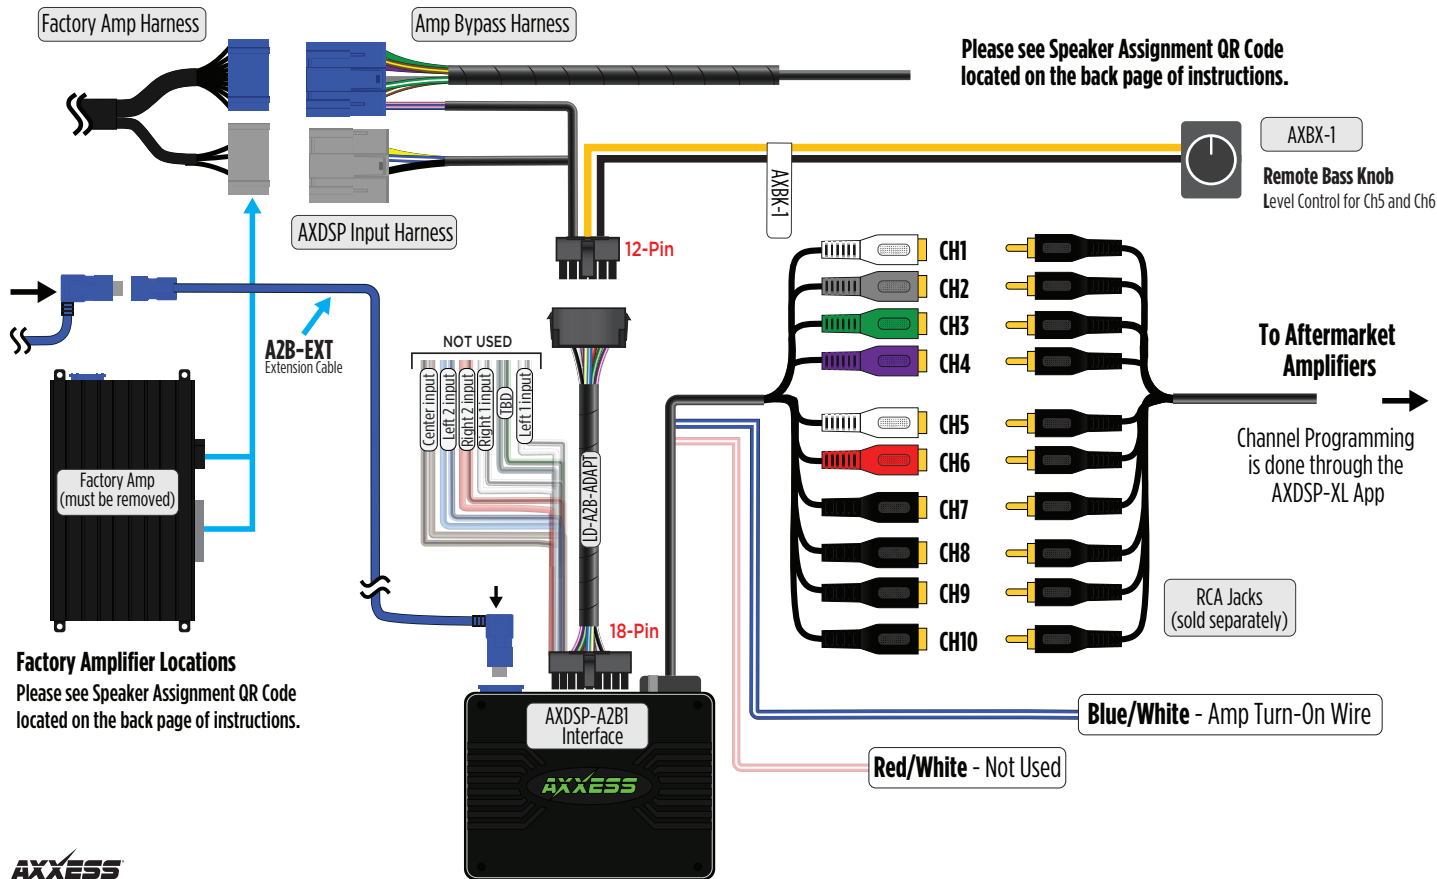 Factory Amp Harness
Amp Bypass Harness
Please see Speaker Assignment QR Code
located on the back page of instructions.
AXBX-1
Remote Bass Knob
Level Control for Ch5 and Ch6
AXBK-1
AXDSP Input Harness
12-Pin
CH1
CH2
CH3
CH4
CH5
CH6
CH7
CH8
CH9
CH10
To Aftermarket
Amplifiers
Channel Programming
is done through the
AXDSP-XL App
RCA Jacks
(sold separately)
A2B-EXT
Extension Cable
NOT USED
Center input
Left 2 input
Right 2 input
Right 1 input
TBD
Left 1 input
LD-A2B-ADAPT
Factory Amp
(must be removed)
18-Pin
Factory Amplifier Locations
Please see Speaker Assignment QR Code
located on the back page of instructions.
AXDSP-A2B1
Interface
AXXESS
Blue/White - Amp Turn-On Wire
Red/White - Not Used
AXXESS